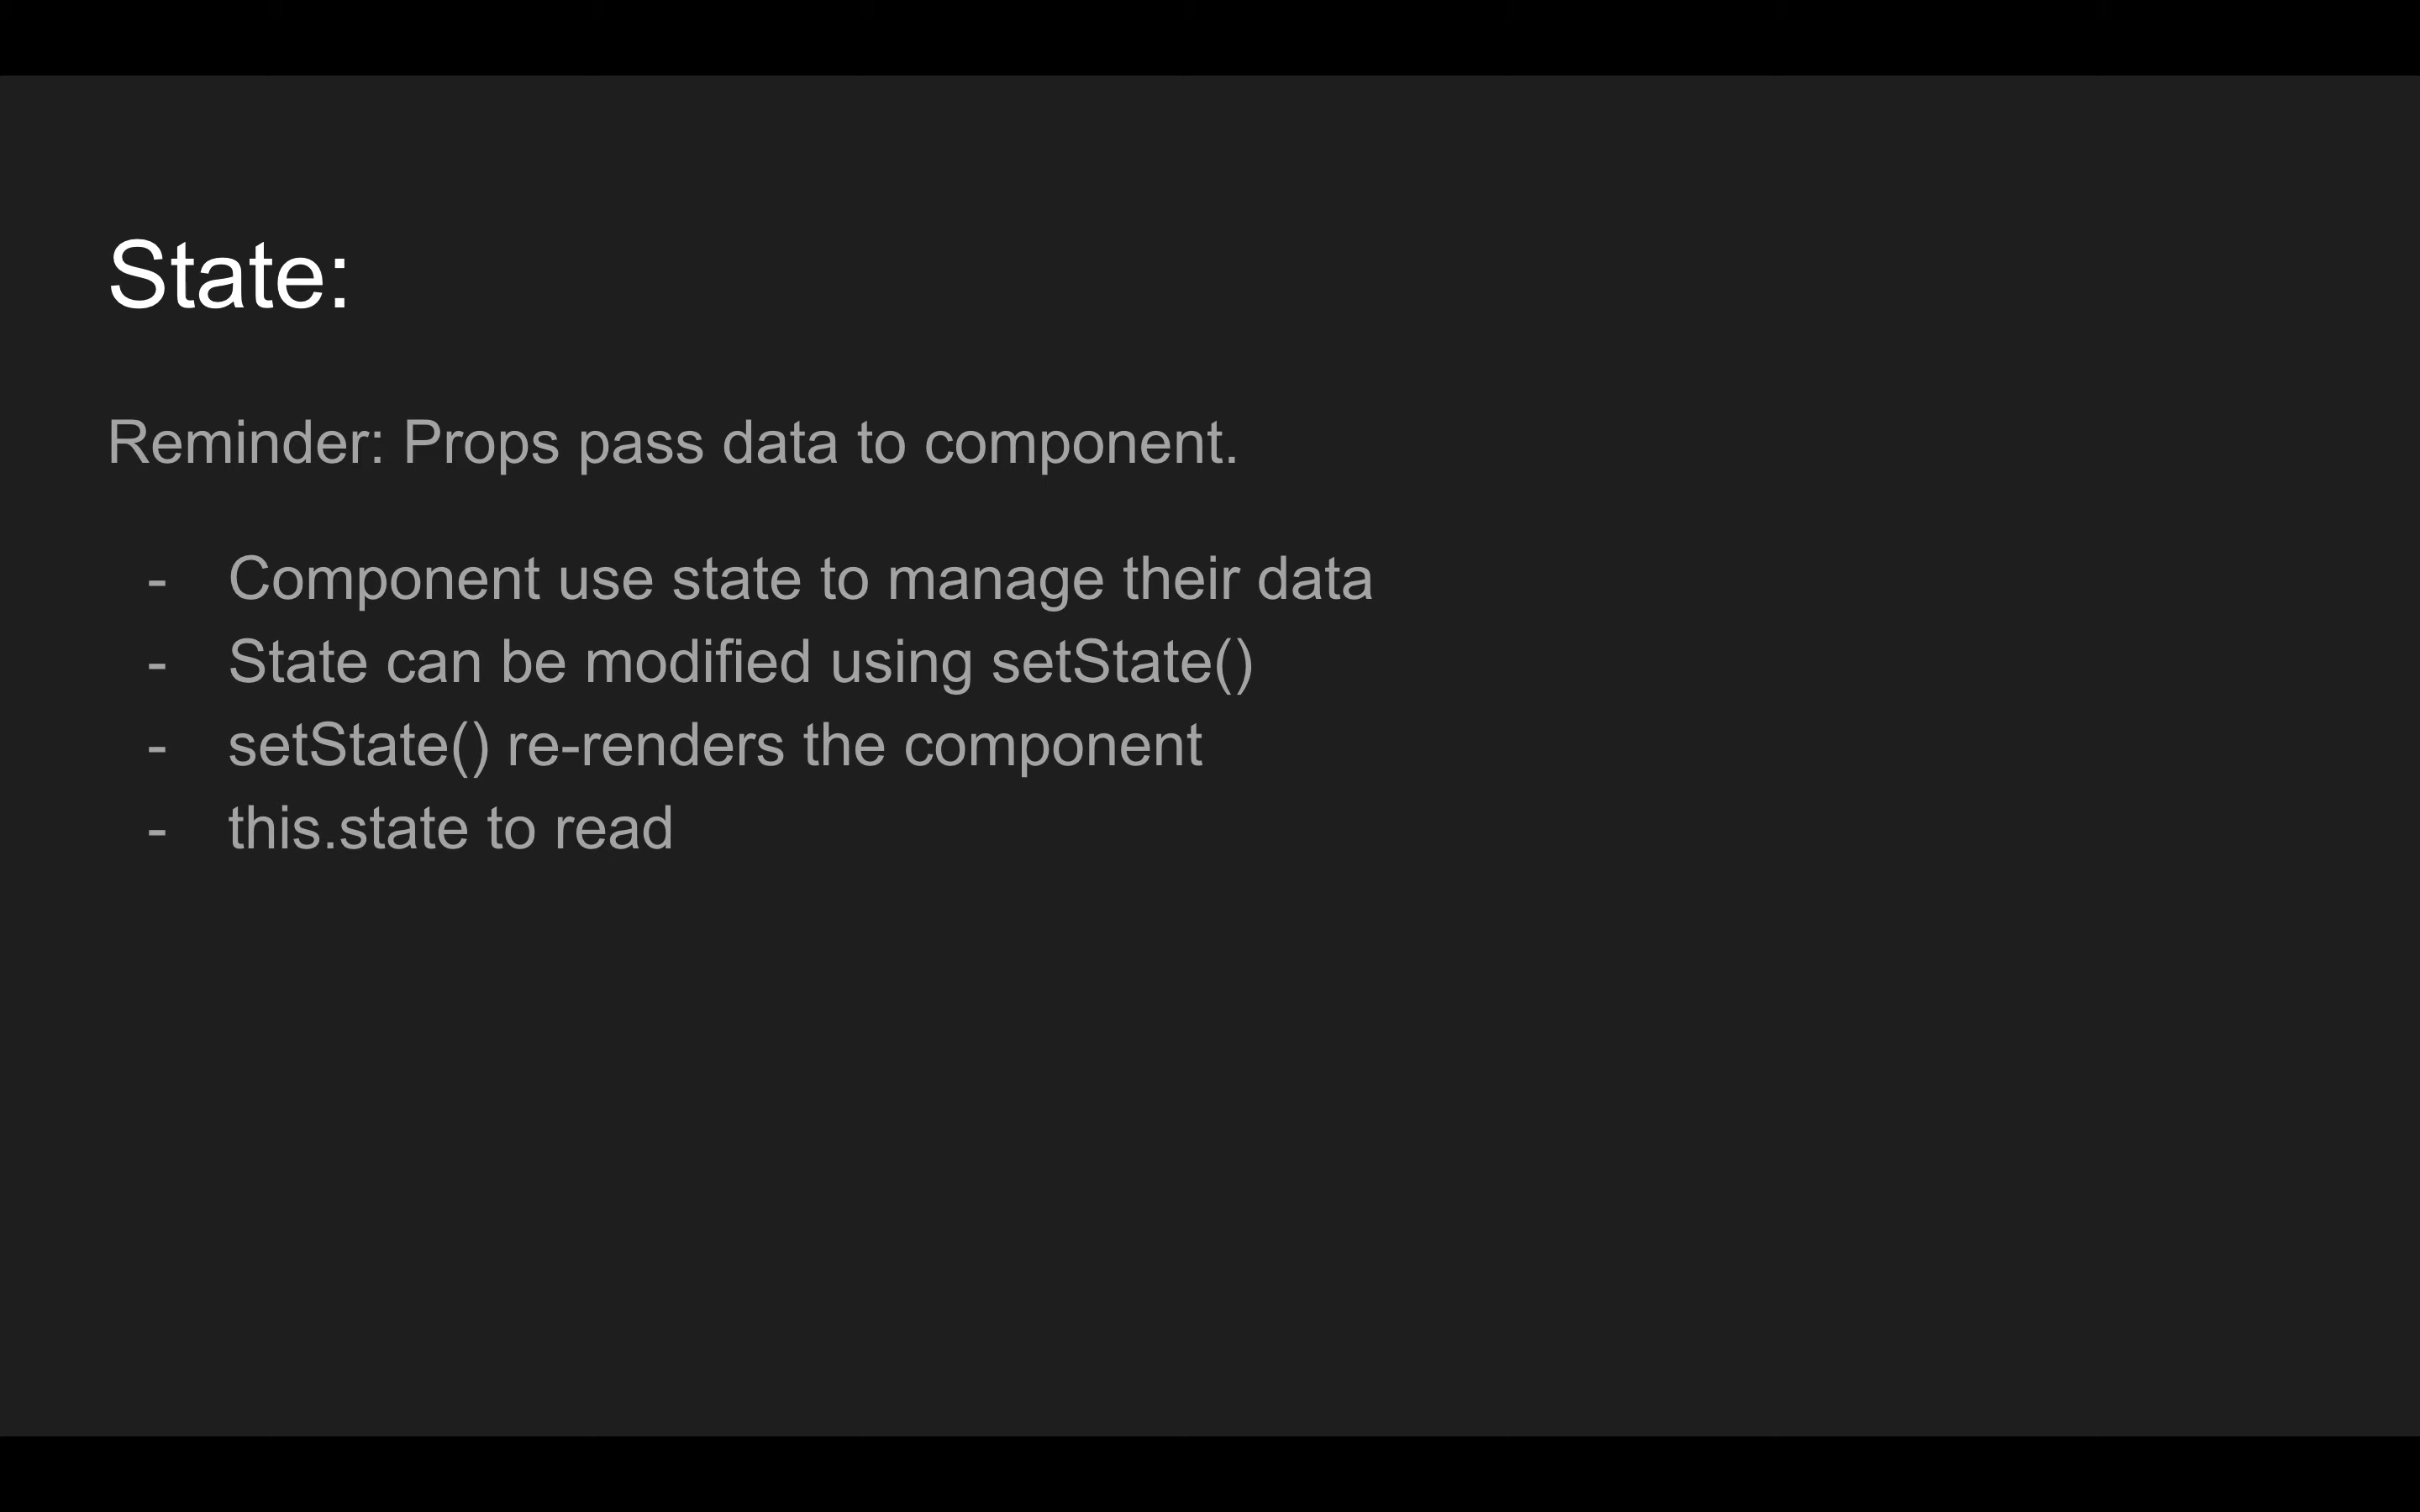 State:
Reminder: Props pass data to component.
- Component use state to manage their data
- State can be modified using setState()
- setState() re-renders the component
- this.state to read